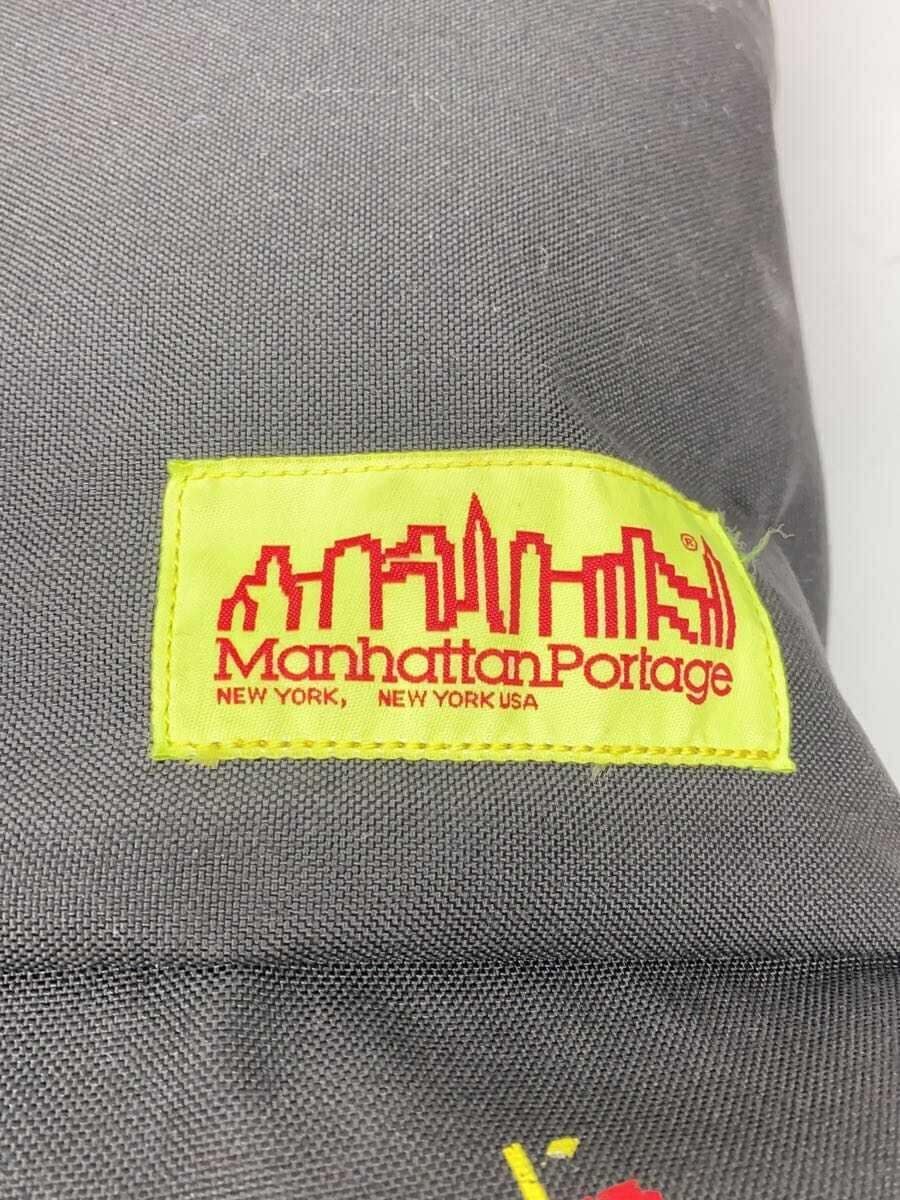 ®
ManhattanPortage
NEW YORK, NEW YORK USA